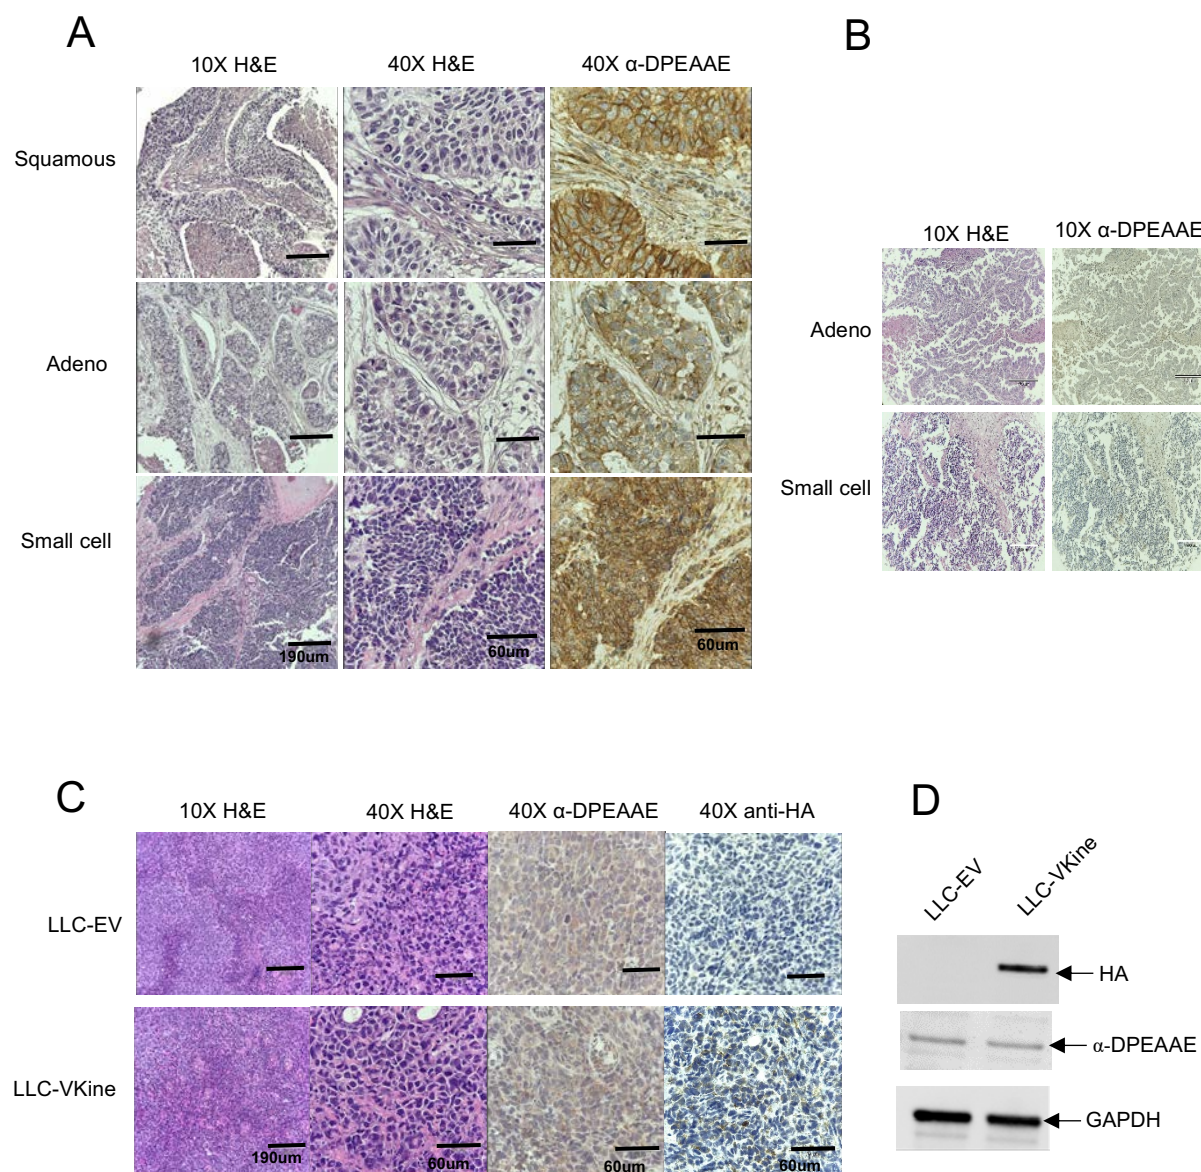 A
10X H&E
40X H&E
40X α-DPEAAE
Squamous
Adeno
Small cell
190um
60um
60um
B
10X H&E
10X α-DPEAAE
Adeno
Small cell
C
10X H&E
40X H&E
40X α-DPEAAE
40X anti-HA
LLC-EV
LLC-VKine
190um
60um
60um
60um
D
LLC-EV
LLC-VKine
HA
α-DPEAAE
GAPDH